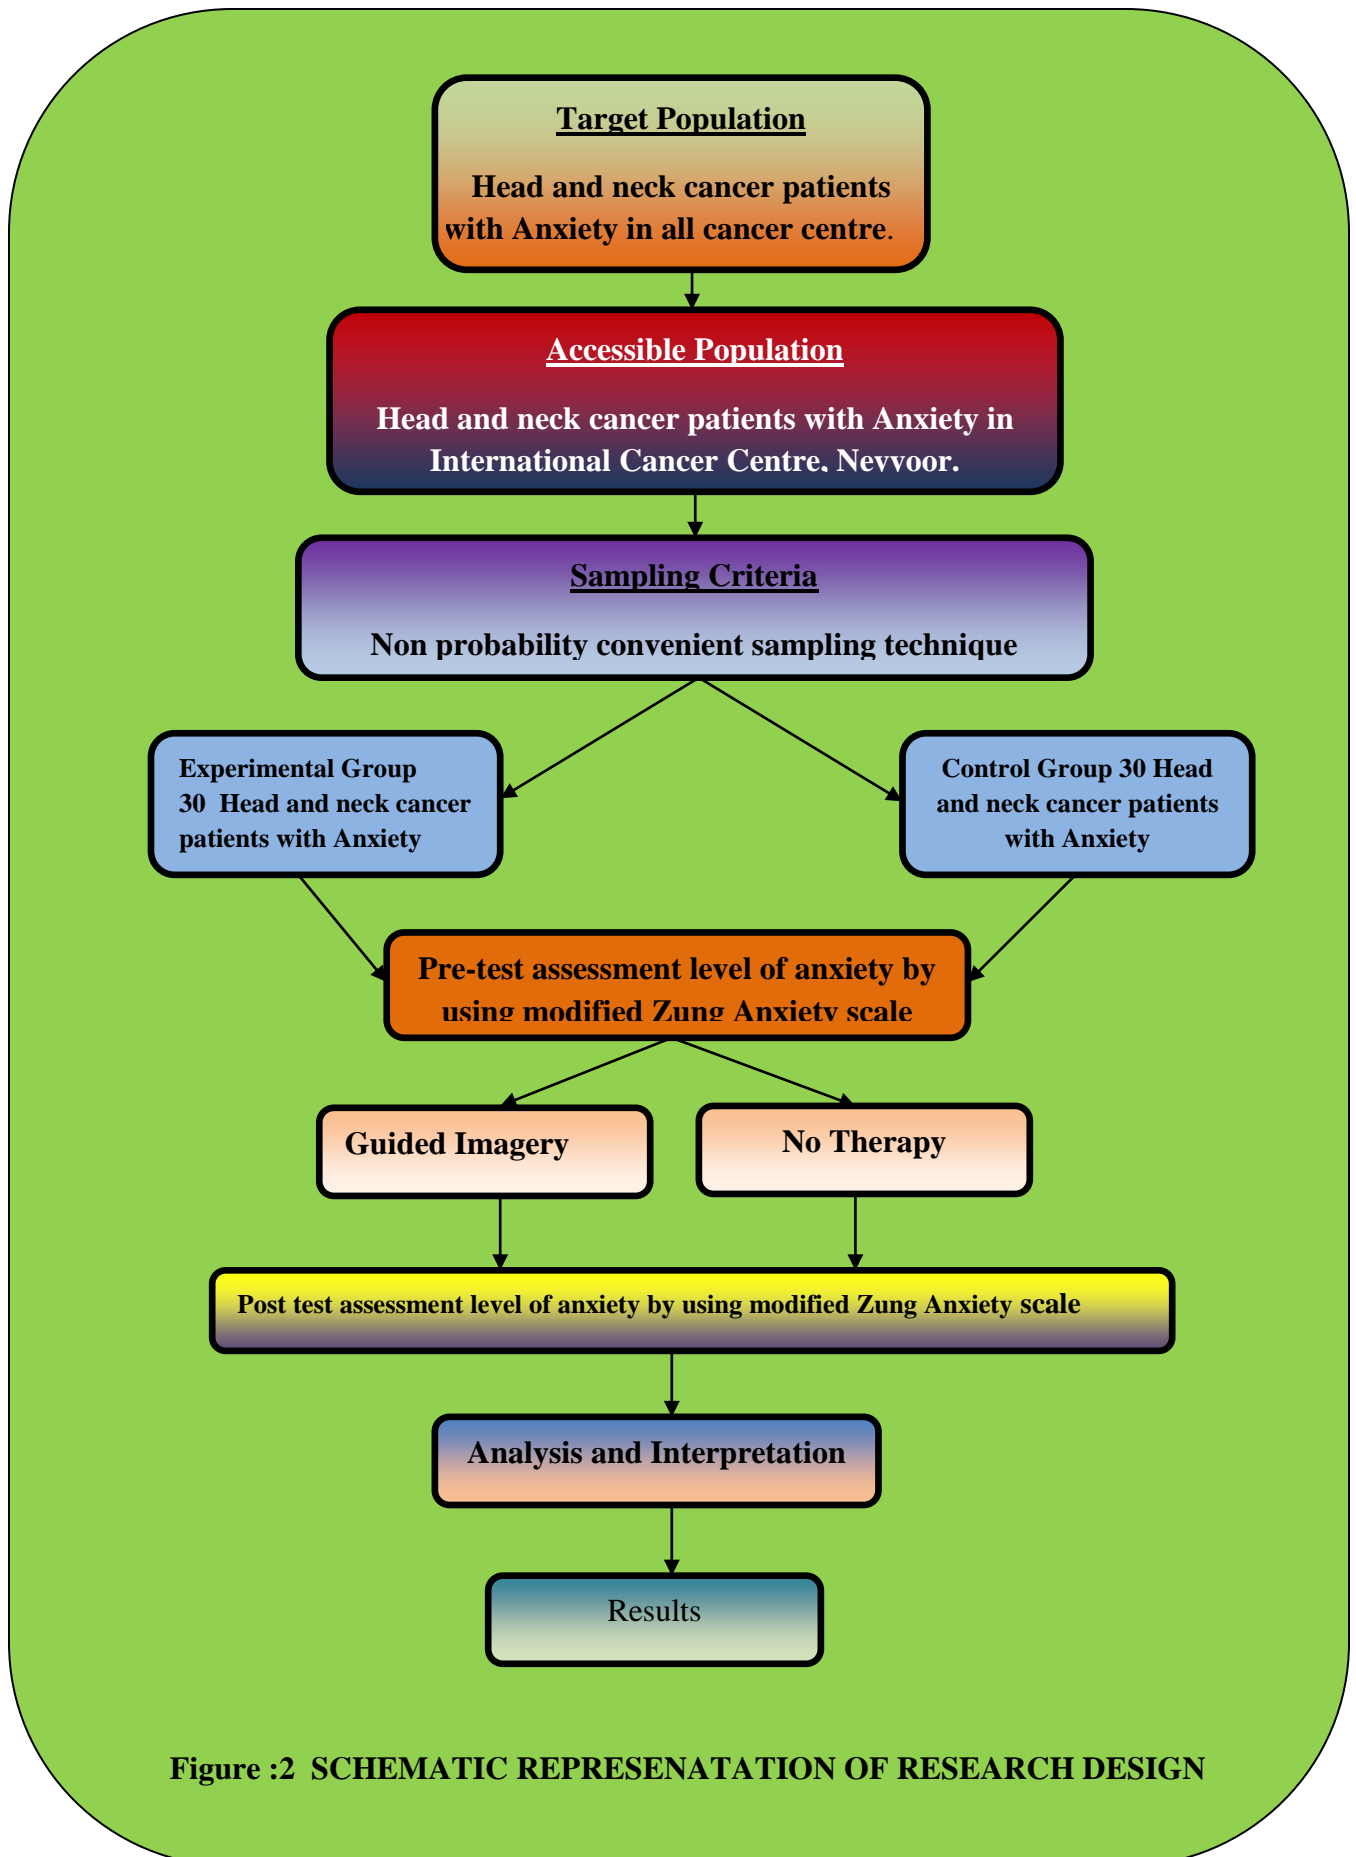 Target Population
Head and neck cancer patients
with Anxiety in all cancer centre.
Accessible Population
Head and neck cancer patients with Anxiety in
International Cancer Centre, Neyyoor.
Sampling Criteria
Non probability convenient sampling technique
Experimental Group
30 Head and neck cancer
patients with Anxiety
Control Group 30 Head
and neck cancer patients
with Anxiety
Pre-test assessment level of anxiety by
using modified Zung Anxiety scale
Guided Imagery
No Therapy
Post test assessment level of anxiety by using modified Zung Anxiety scale
Analysis and Interpretation
Results
Figure :2 SCHEMATIC REPRESENATATION OF RESEARCH DESIGN